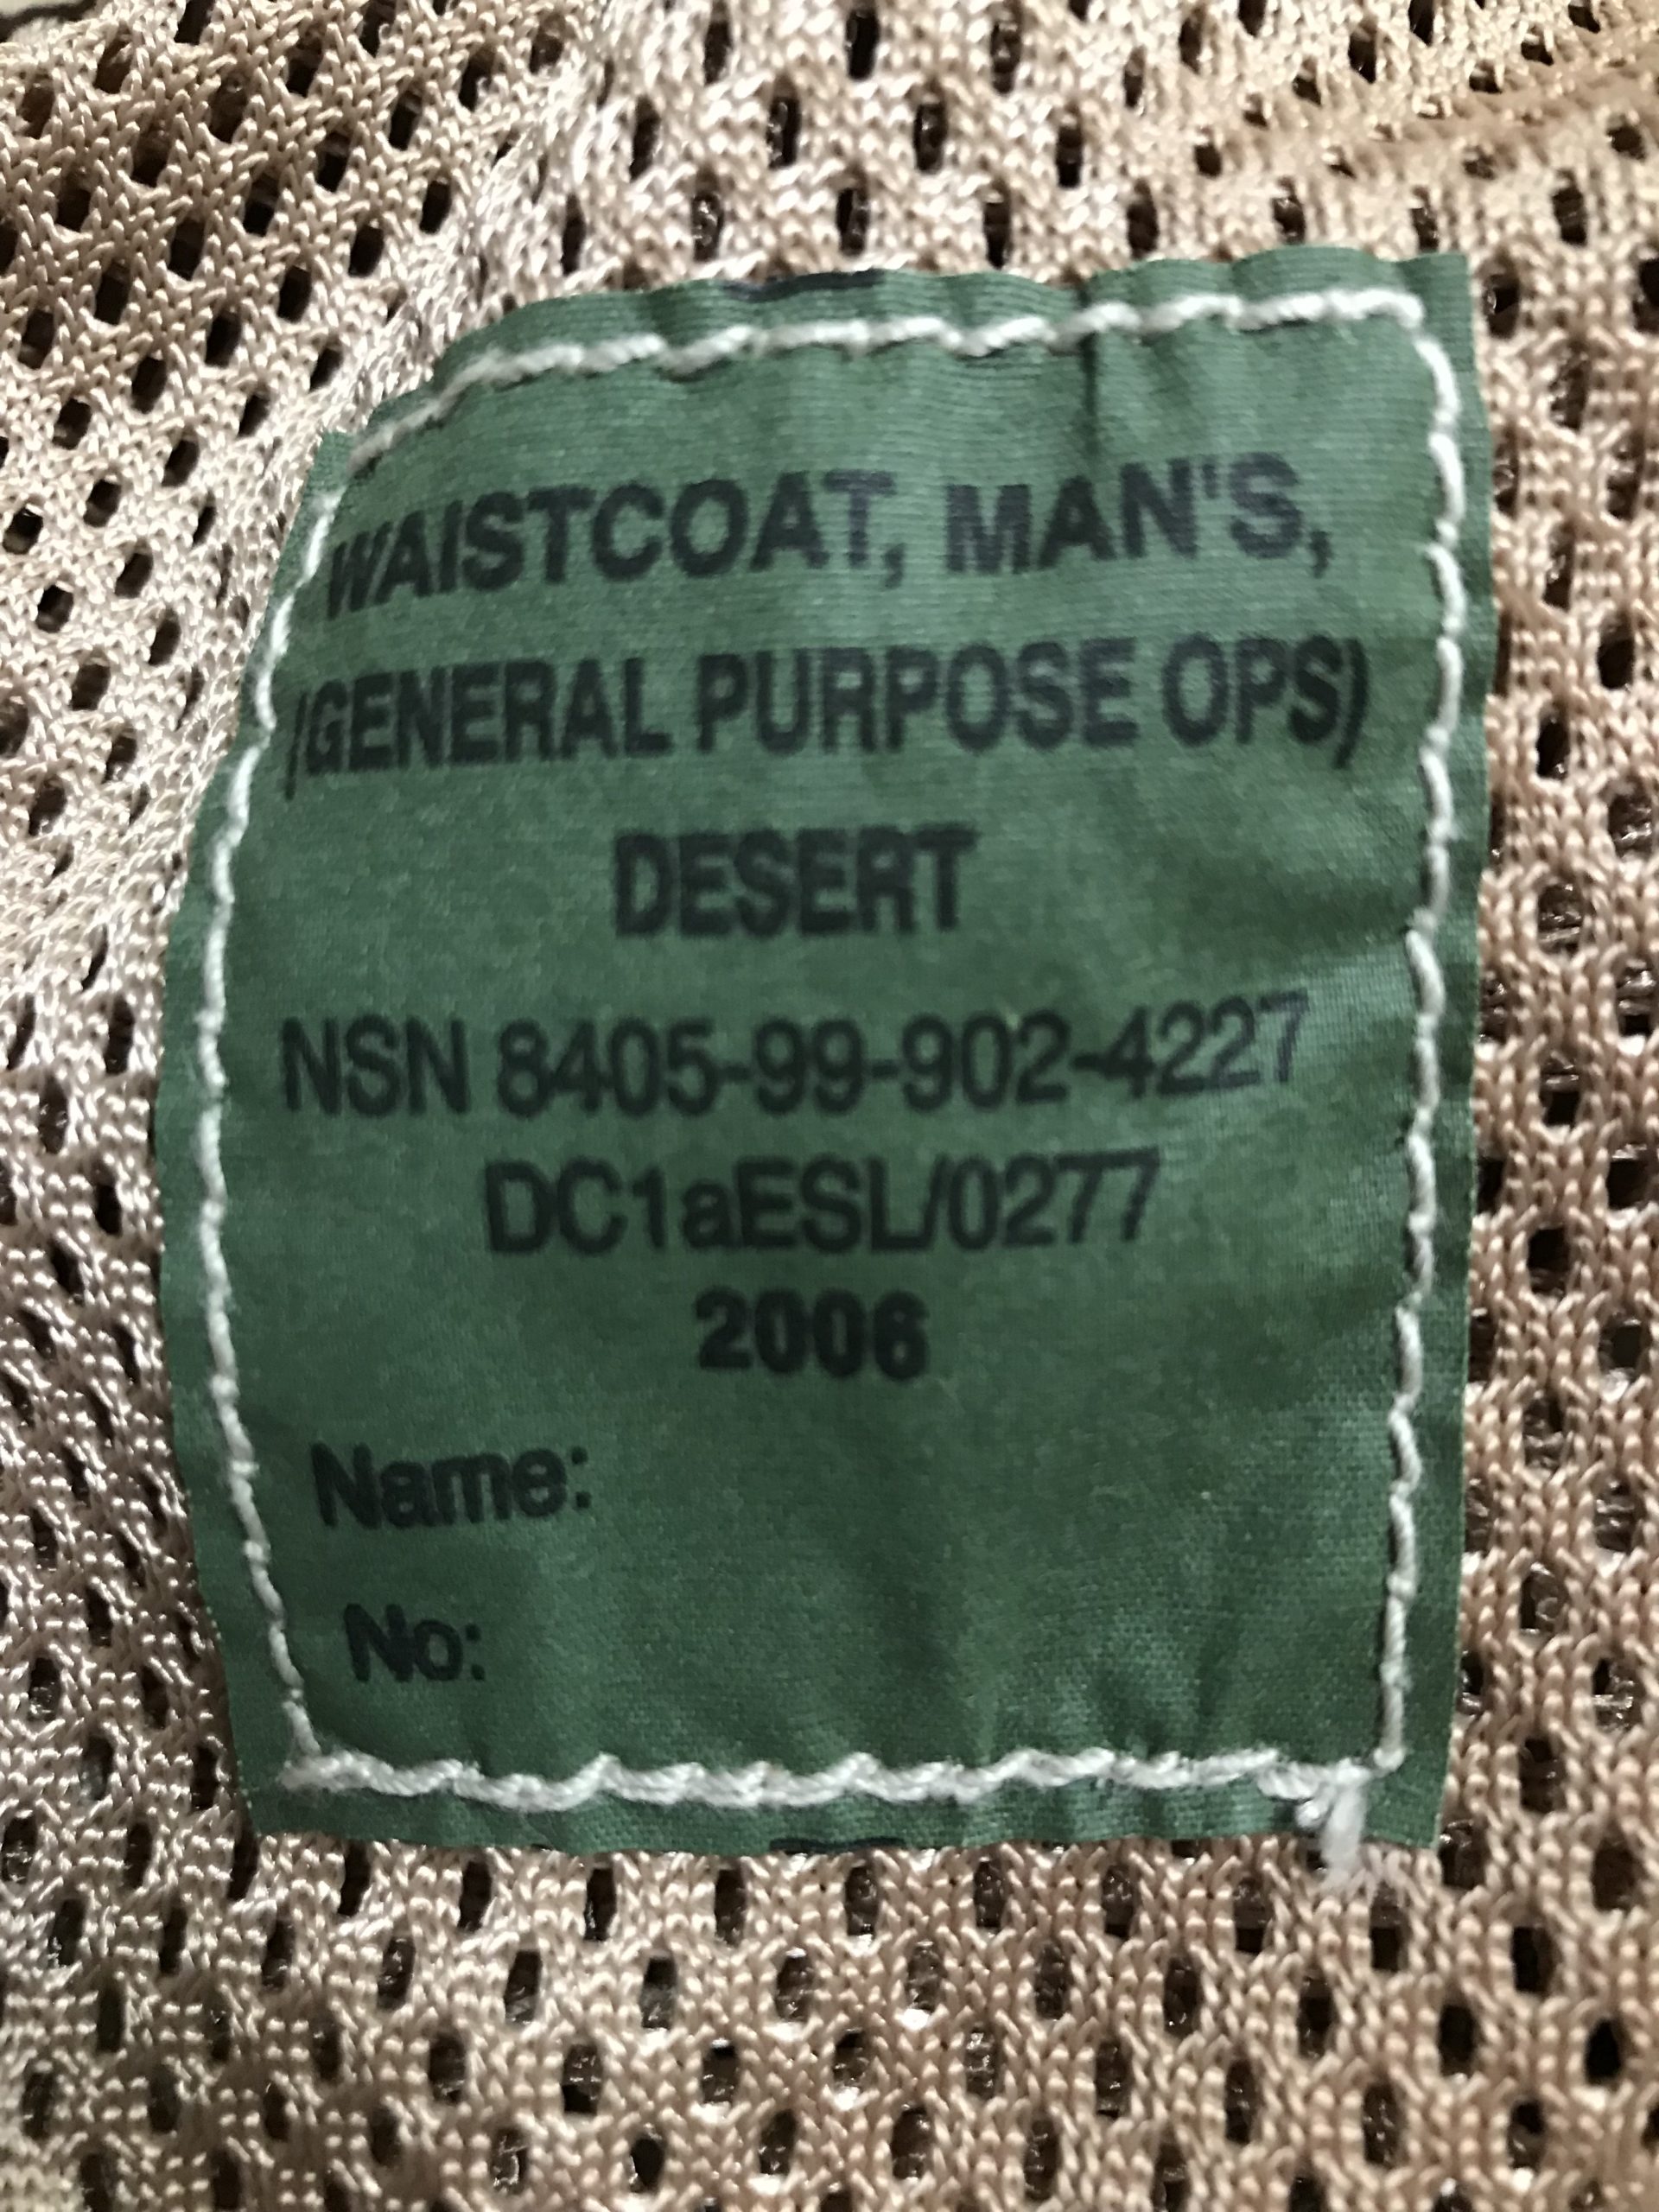 WAISTCOAT, MAN'S,
(GENERAL PURPOSE OPS)
DESERT
NSN 8405-99-902-4227
DC1aESL/0277
2006
Name:
No: